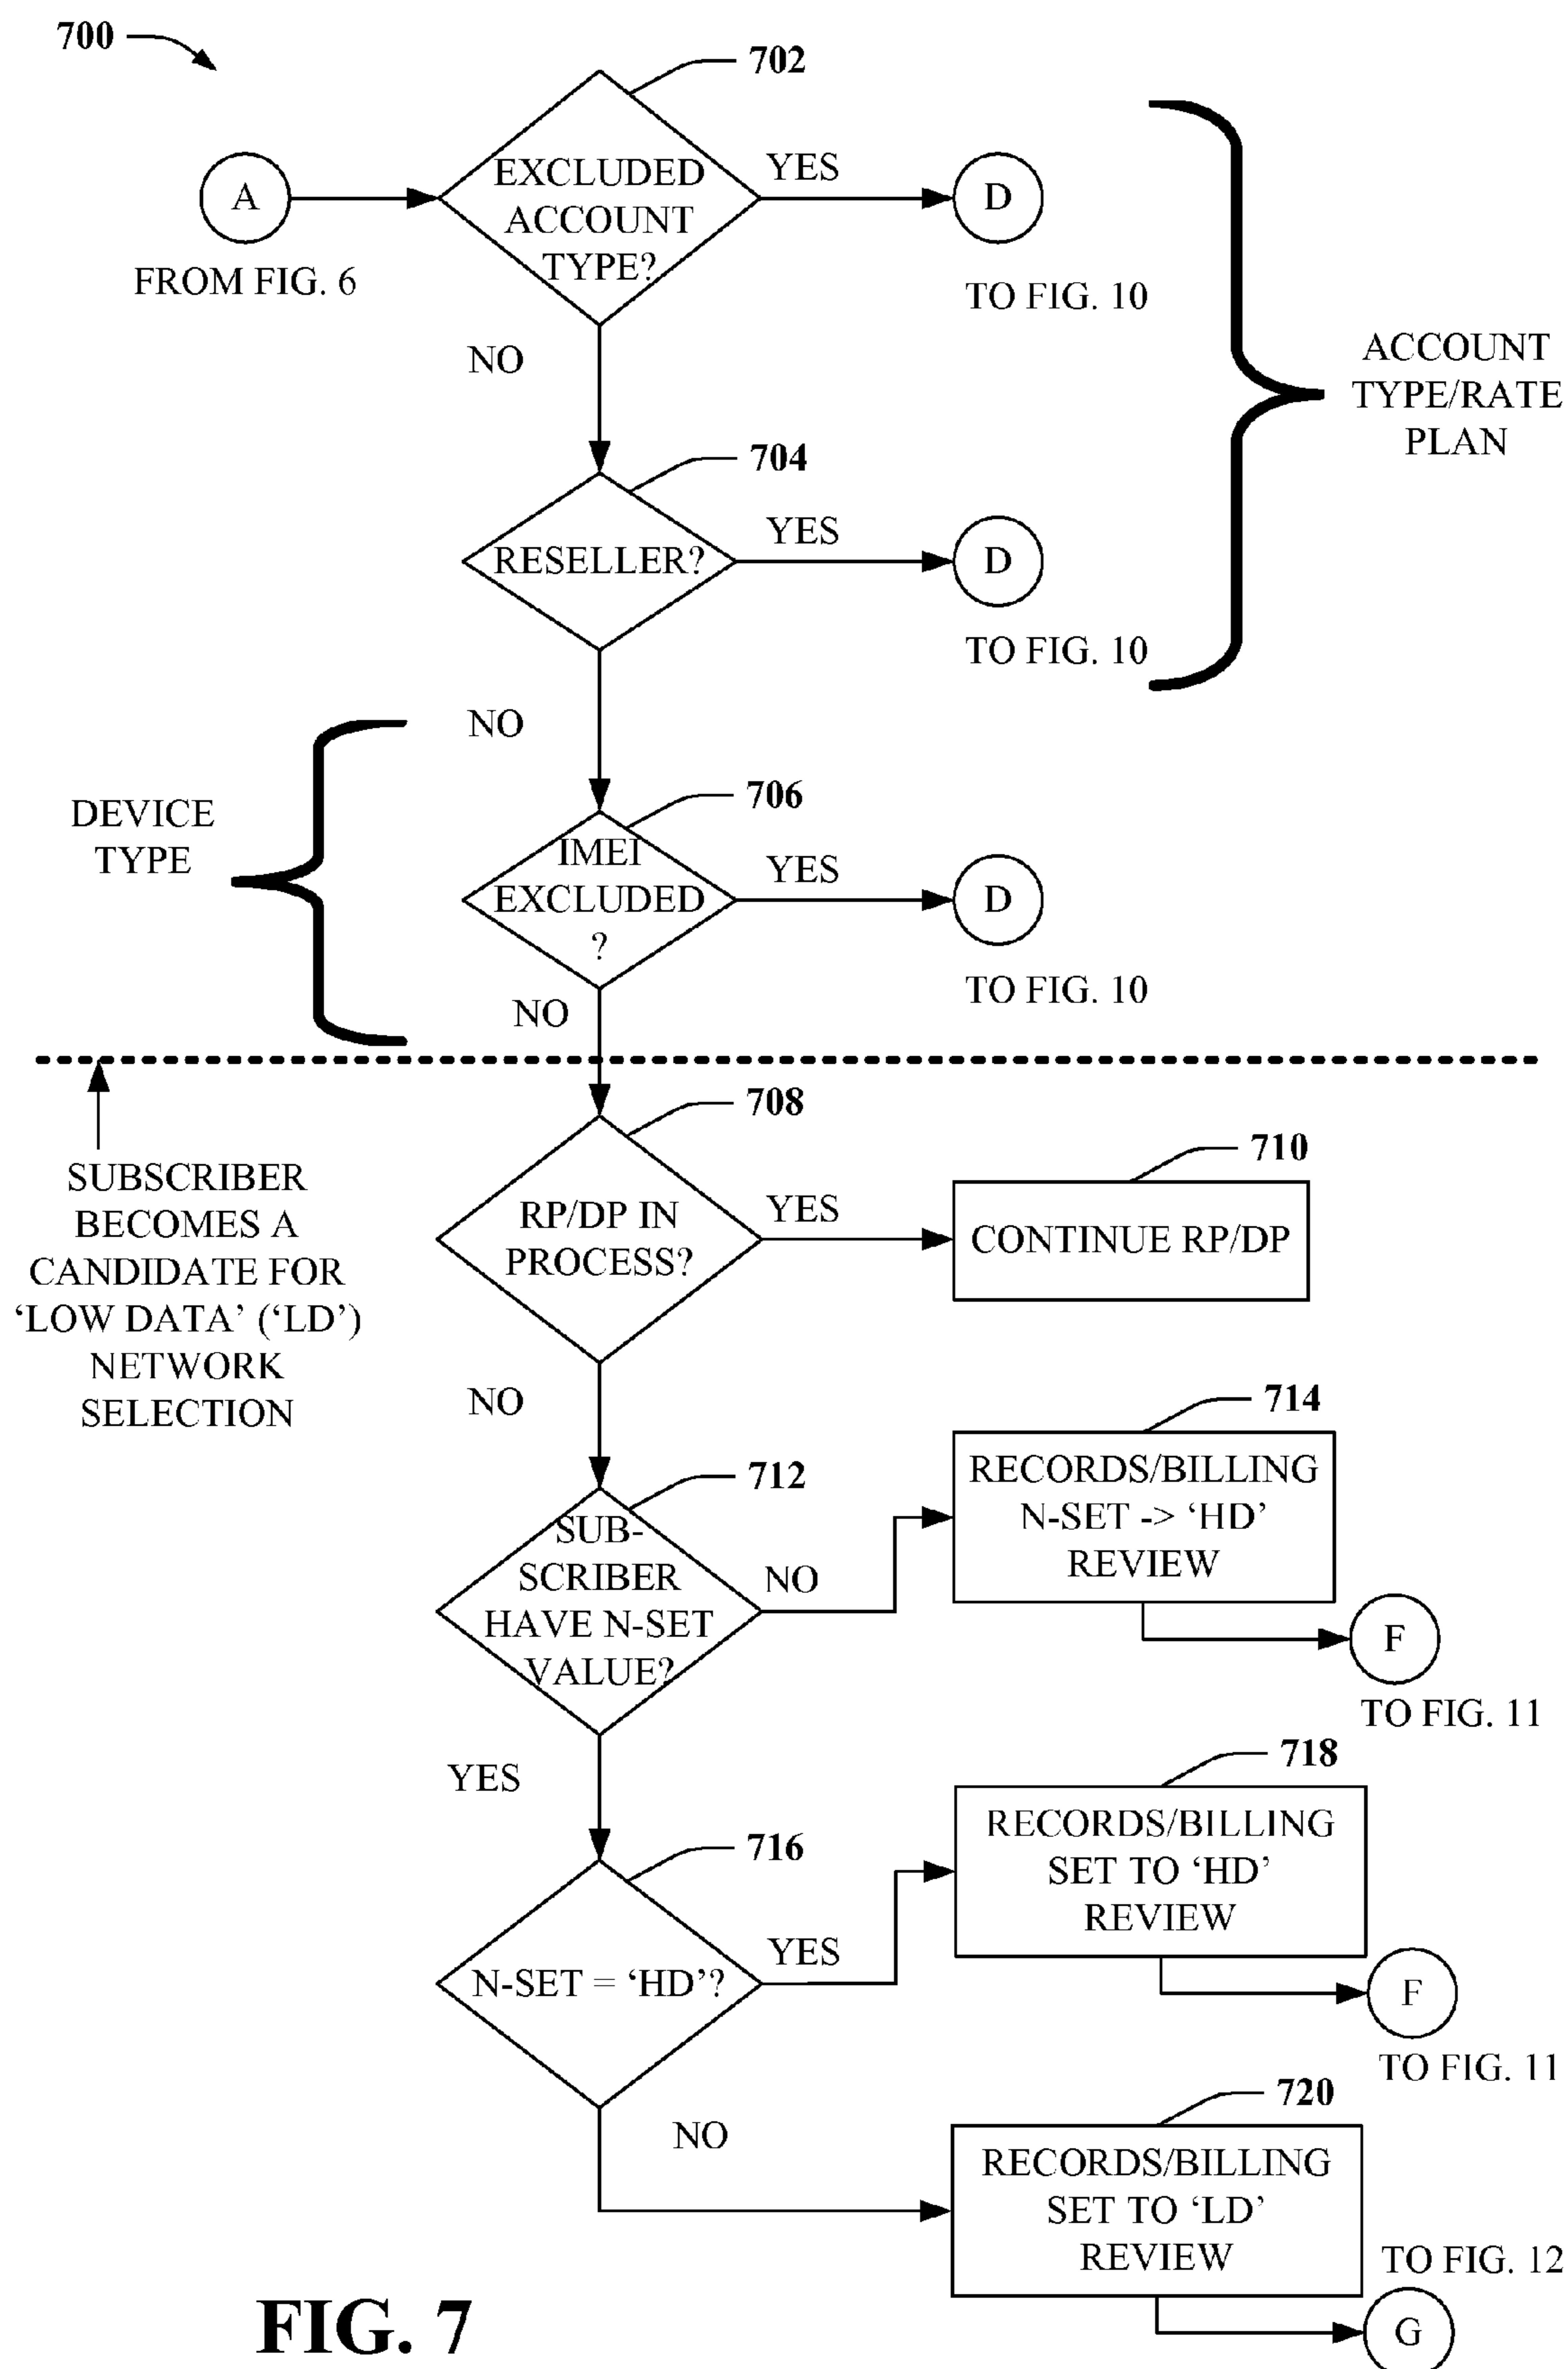 700
702
EXCLUDED
ACCOUNT
TYPE?
YES
A
D
FROM FIG. 6
TO FIG. 10
NO
ACCOUNT
TYPE/RATE
PLAN
704
RESELLER?
YES
D
TO FIG. 10
NO
DEVICE
TYPE
706
IMEI
EXCLUDED
?
YES
D
TO FIG. 10
NO
SUBSCRIBER
BECOMES A
CANDIDATE FOR
‘LOW DATA’ (‘LD’)
NETWORK
SELECTION
708
RP/DP IN
PROCESS?
YES
710
CONTINUE RP/DP
NO
712
SUB-
SCRIBER
HAVE N-SET
VALUE?
NO
714
RECORDS/BILLING
N-SET -> ‘HD’
REVIEW
F
TO FIG. 11
YES
716
N-SET = ‘HD’?
YES
718
RECORDS/BILLING
SET TO ‘HD’
REVIEW
F
TO FIG. 11
NO
720
RECORDS/BILLING
SET TO ‘LD’
REVIEW
TO FIG. 12
G
FIG. 7